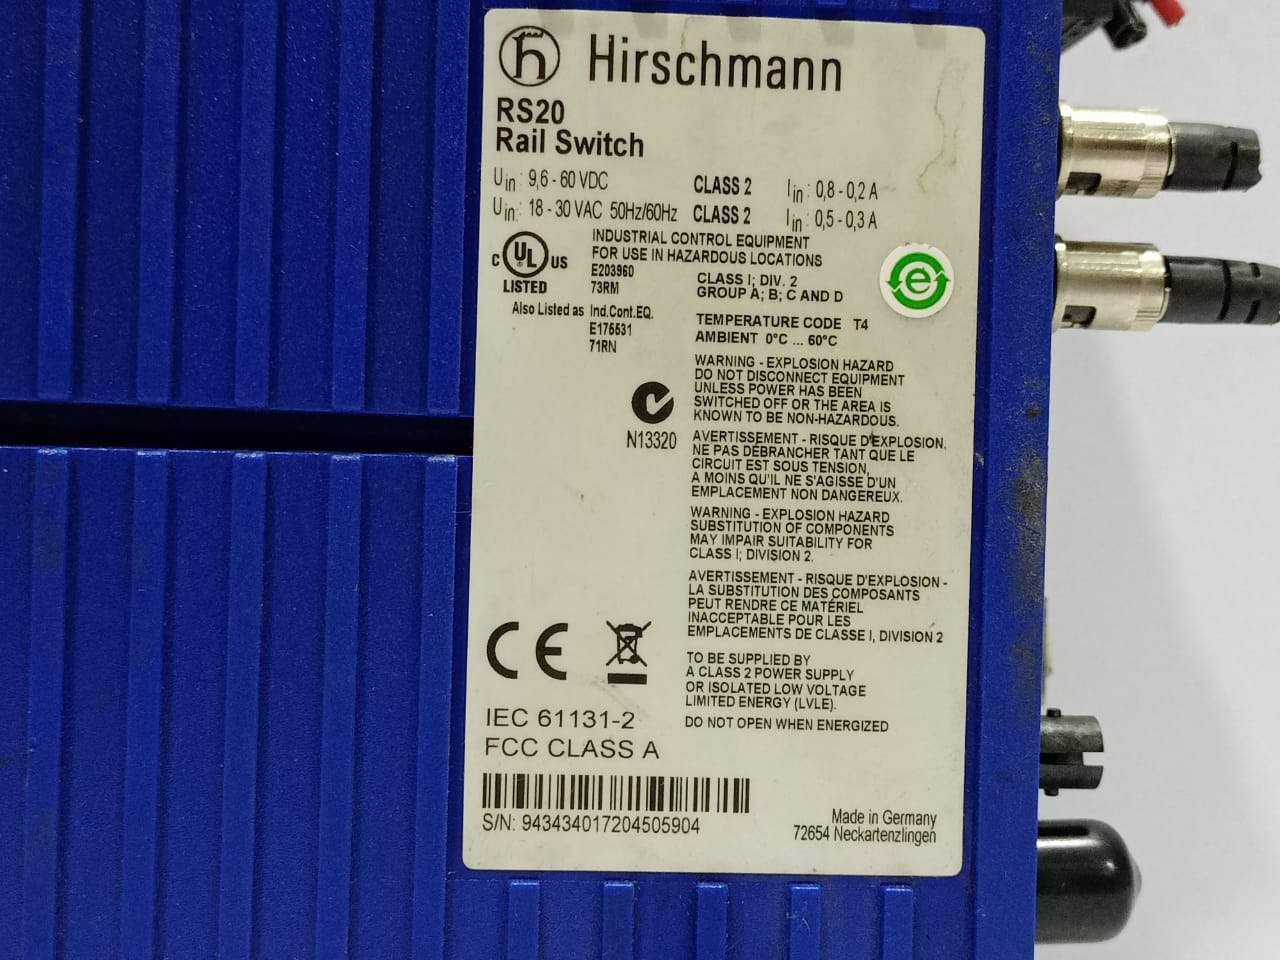 Hirschmann
RS20
Rail Switch
Uin: 9,6 - 60 VDC CLASS 2 Iin : 0,8 - 0,2 A
Uin: 18 - 30 VAC 50Hz/60Hz CLASS 2 Iin : 0,5 - 0,3 A
INDUSTRIAL CONTROL EQUIPMENT
FOR USE IN HAZARDOUS LOCATIONS
C UL US
LISTED
E203960
73RM
CLASS I; DIV. 2
GROUP A; B; C AND D
e
Also Listed as Ind.Cont.EQ.
E175531
71RN
TEMPERATURE CODE T4
AMBIENT 0°C ... 60°C
WARNING - EXPLOSION HAZARD
DO NOT DISCONNECT EQUIPMENT
UNLESS POWER HAS BEEN
SWITCHED OFF OR THE AREA IS
KNOWN TO BE NON-HAZARDOUS.
N13320
AVERTISSEMENT - RISQUE D'EXPLOSION.
NE PAS DÉBRANCHER TANT QUE LE
CIRCUIT EST SOUS TENSION,
A MOINS QU'IL NE S'AGISSE D'UN
EMPLACEMENT NON DANGEREUX.
WARNING - EXPLOSION HAZARD
SUBSTITUTION OF COMPONENTS
MAY IMPAIR SUITABILITY FOR
CLASS I; DIVISION 2.
AVERTISSEMENT - RISQUE D'EXPLOSION -
LA SUBSTITUTION DES COMPOSANTS
PEUT RENDRE CE MATÉRIEL
INACCEPTABLE POUR LES
EMPLACEMENTS DE CLASSE I, DIVISION 2
CE
TO BE SUPPLIED BY
A CLASS 2 POWER SUPPLY
OR ISOLATED LOW VOLTAGE
LIMITED ENERGY (LVLE).
DO NOT OPEN WHEN ENERGIZED
IEC 61131-2
FCC CLASS A
S/N: 943434017204505904
Made in Germany
72654 Neckartenzlingen